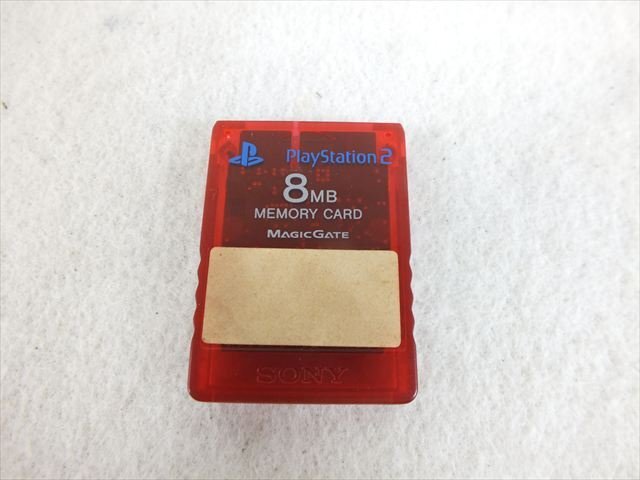 PlayStation 2
8MB
MEMORY CARD
MAGICGATE
SONY